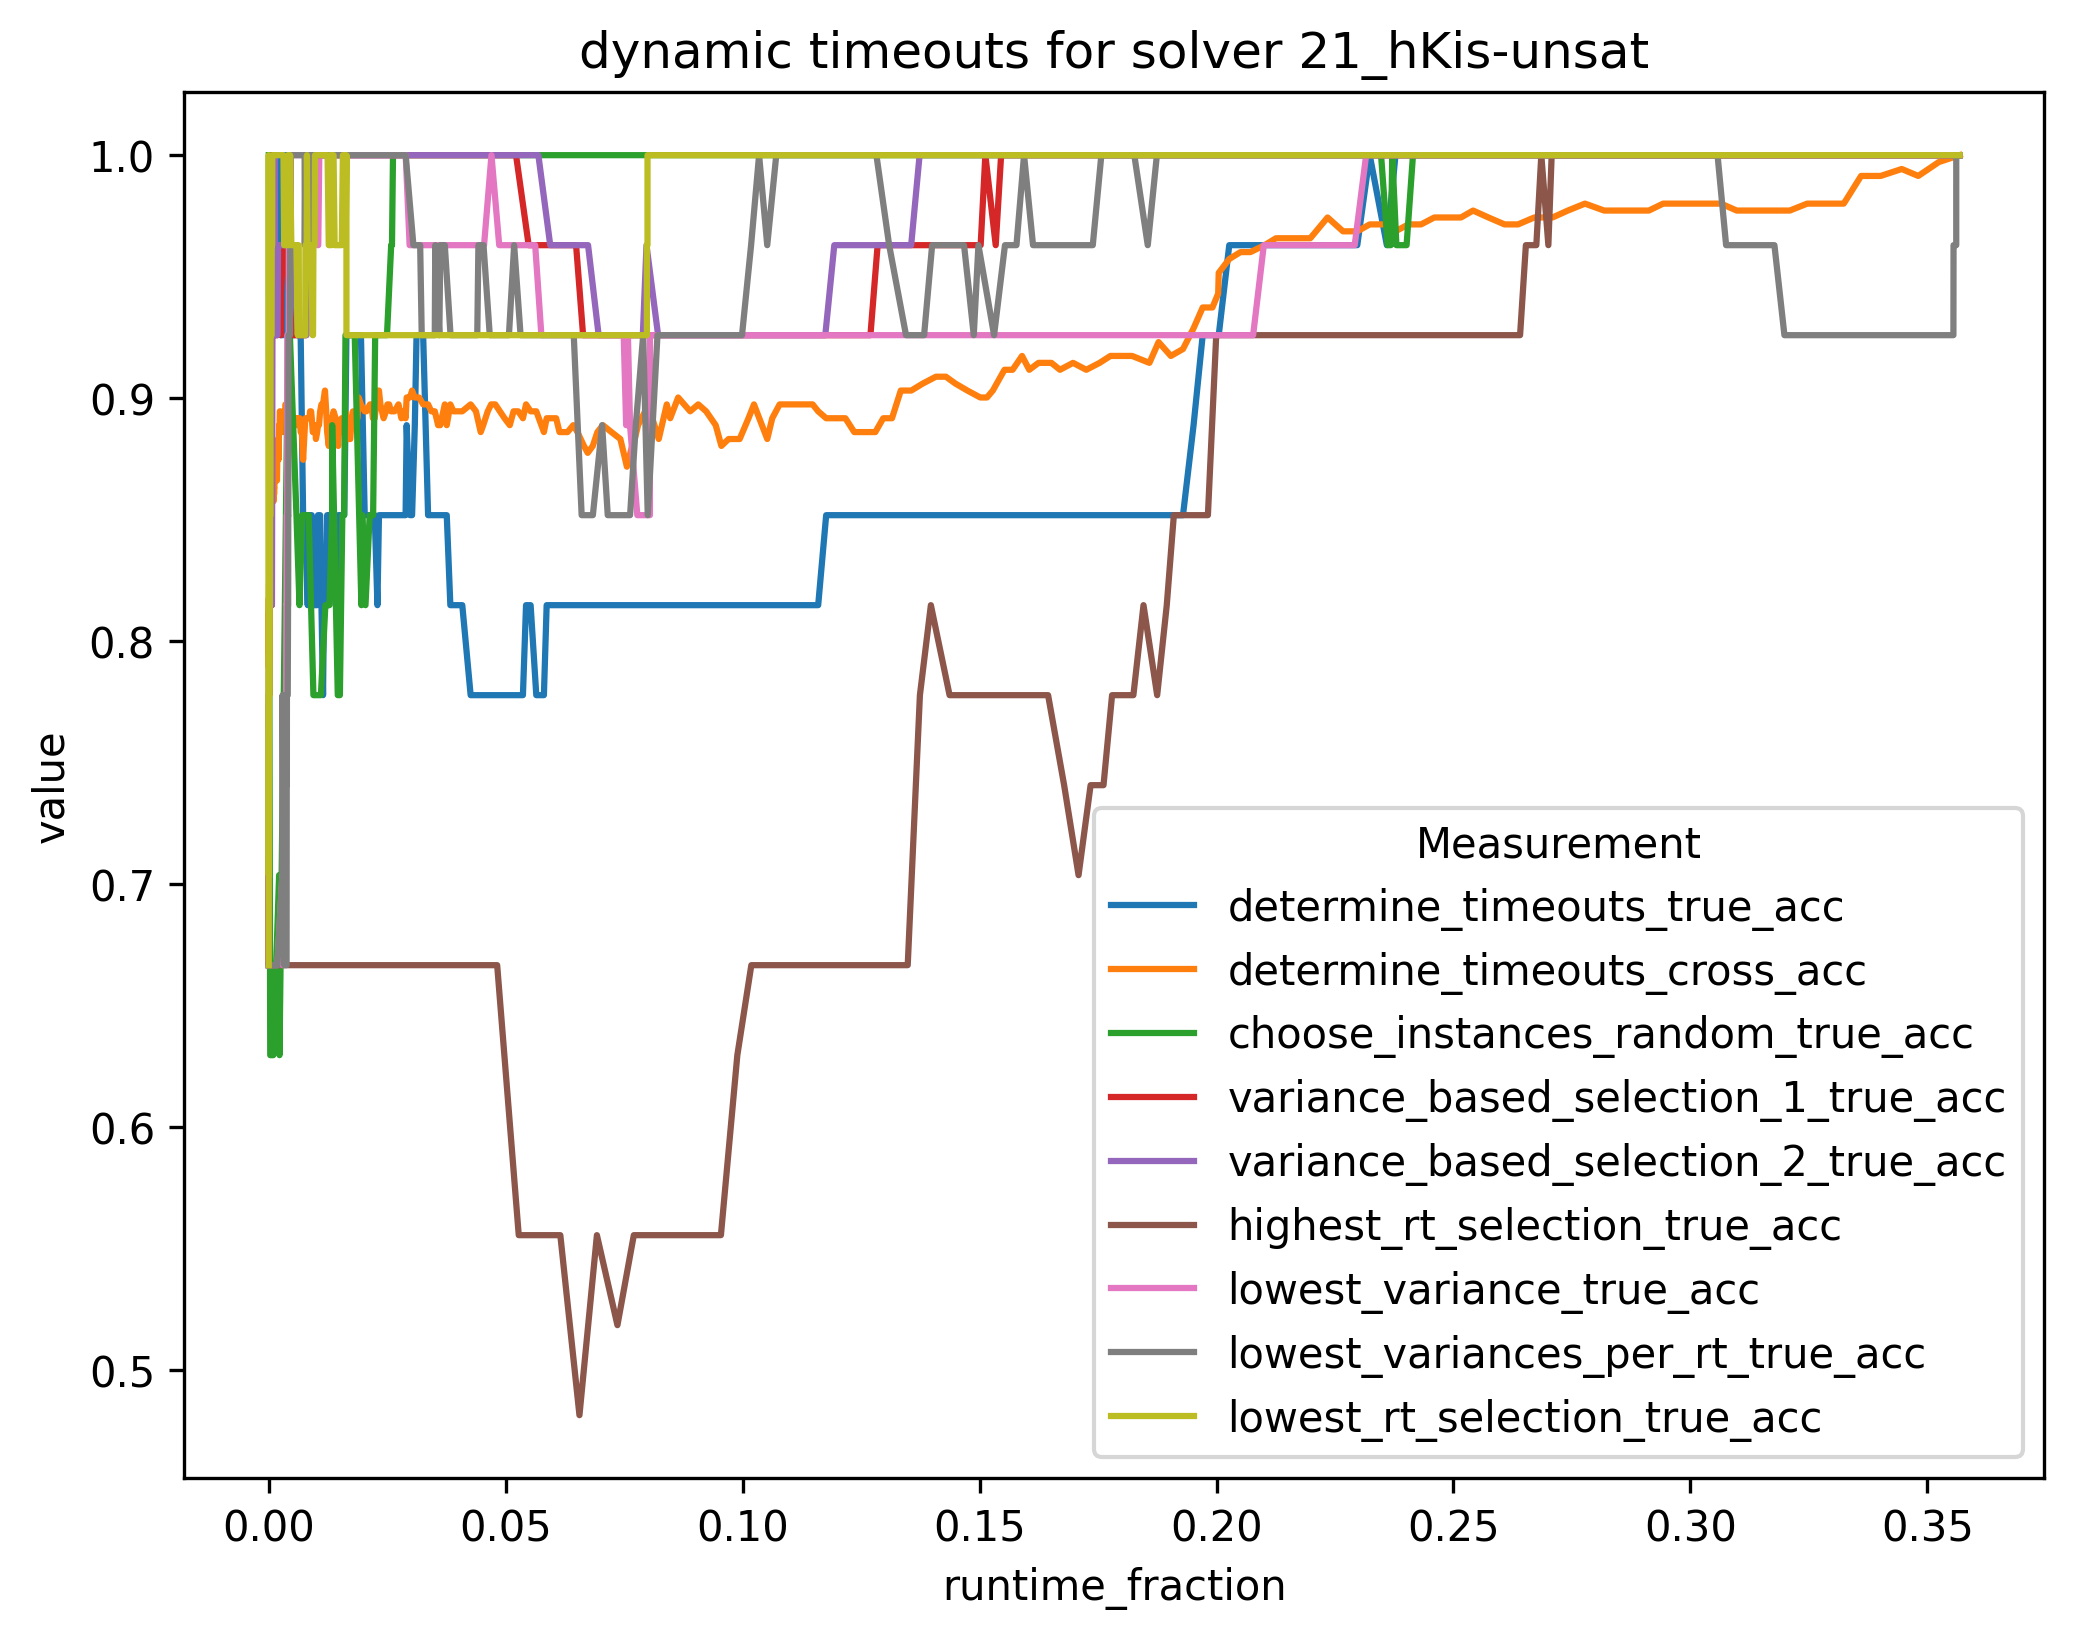 dynamic timeouts for solver 21_hKis-unsat
1.0
0.9
0.8
0.7
0.6
0.5
value
0.00 0.05 0.10 0.15 0.20 0.25 0.30 0.35
runtime_fraction
Measurement
determine_timeouts_true_acc
determine_timeouts_cross_acc
choose_instances_random_true_acc
variance_based_selection_1_true_acc
variance_based_selection_2_true_acc
highest_rt_selection_true_acc
lowest_variance_true_acc
lowest_variances_per_rt_true_acc
lowest_rt_selection_true_acc